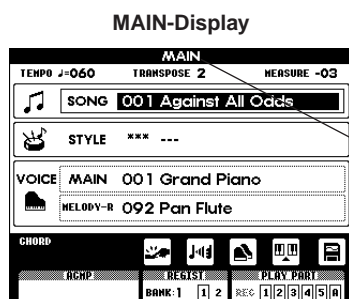 MAIN-Display
MAIN
TEMPO ♩=060 TRANSPOSE 2 MEASURE -03
SONG 001 Against All Odds
STYLE *** ---
VOICE MAIN 001 Grand Piano
MELODY-R 092 Pan Flute
CHORD
ACMP REGIST PLAY PART
BANK:1 1 2 REC 1 2 3 4 5 A